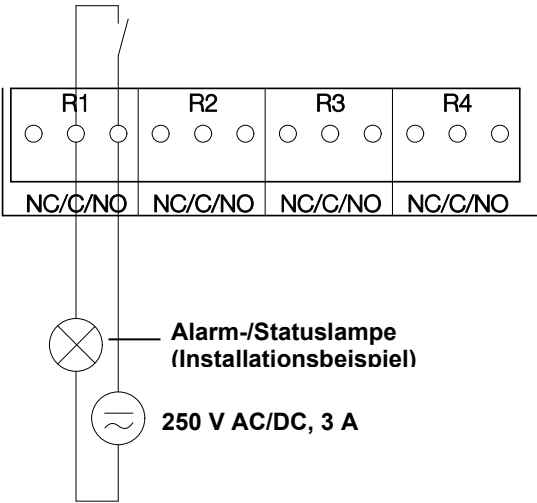 R1 R2 R3 R4
NC/C/NO NC/C/NO NC/C/NO NC/C/NO
Alarm-/Statuslampe
(Installationsbeispiel)
250 V AC/DC, 3 A